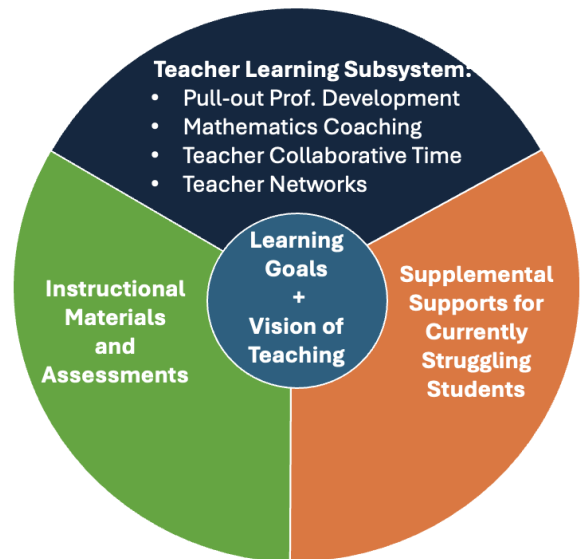 Teacher Learning Subsystem:
• Pull-out Prof. Development
• Mathematics Coaching
• Teacher Collaborative Time
• Teacher Networks
Learning
Goals
+
Vision of
Teaching
Instructional
Materials
and
Assessments
Supplemental
Supports for
Currently
Struggling
Students